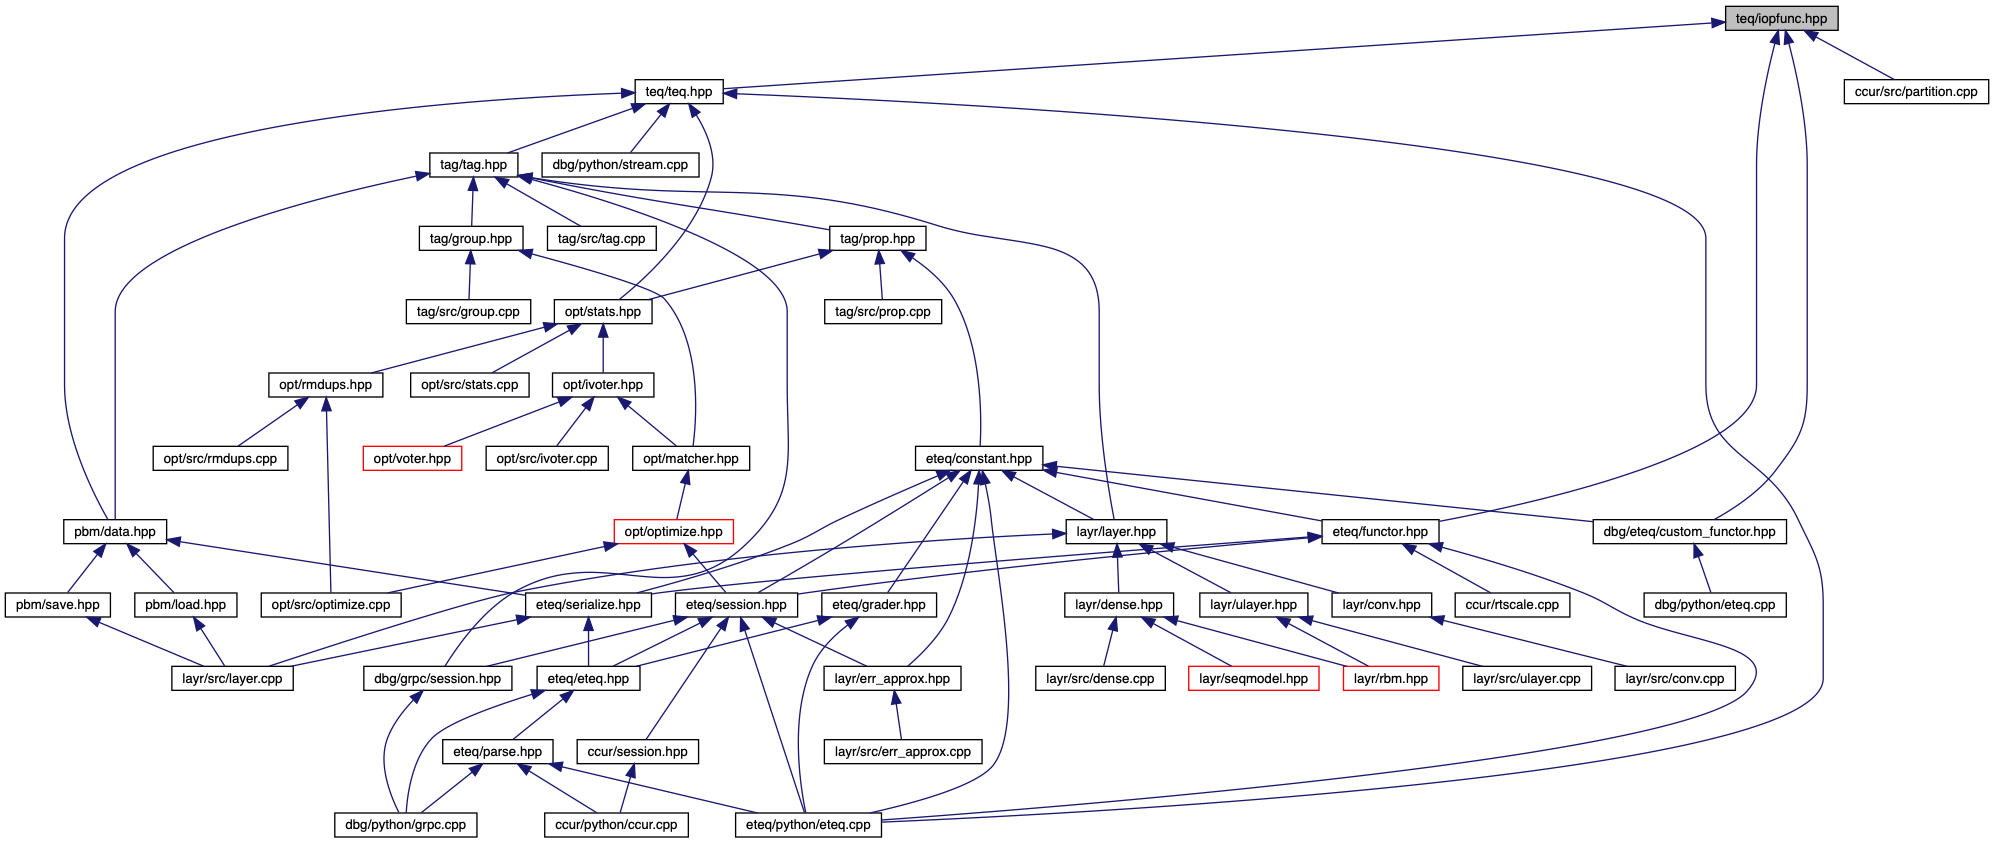 teq/iopfunc.hpp
teq/teq.hpp
ccur/src/partition.cpp
tag/tag.hpp
dbg/python/stream.cpp
tag/group.hpp
tag/src/tag.cpp
tag/prop.hpp
tag/src/group.cpp
opt/stats.hpp
tag/src/prop.cpp
opt/rmdups.hpp
opt/src/stats.cpp
opt/ivoter.hpp
opt/src/rmdups.cpp
opt/voter.hpp
opt/src/ivoter.cpp
opt/matcher.hpp
eteq/constant.hpp
pbm/data.hpp
opt/optimize.hpp
layr/layer.hpp
eteq/functor.hpp
dbg/eteq/custom_functor.hpp
pbm/save.hpp
pbm/load.hpp
opt/src/optimize.cpp
eteq/serialize.hpp
eteq/session.hpp
eteq/grader.hpp
layr/dense.hpp
layr/ulayer.hpp
layr/conv.hpp
ccur/rtscale.cpp
dbg/python/eteq.cpp
layr/src/layer.cpp
dbg/grpc/session.hpp
eteq/eteq.hpp
layr/err_approx.hpp
layr/src/dense.cpp
layr/seqmodel.hpp
layr/rbm.hpp
layr/src/ulayer.cpp
layr/src/conv.cpp
eteq/parse.hpp
ccur/session.hpp
layr/src/err_approx.cpp
dbg/python/grpc.cpp
ccur/python/ccur.cpp
eteq/python/eteq.cpp